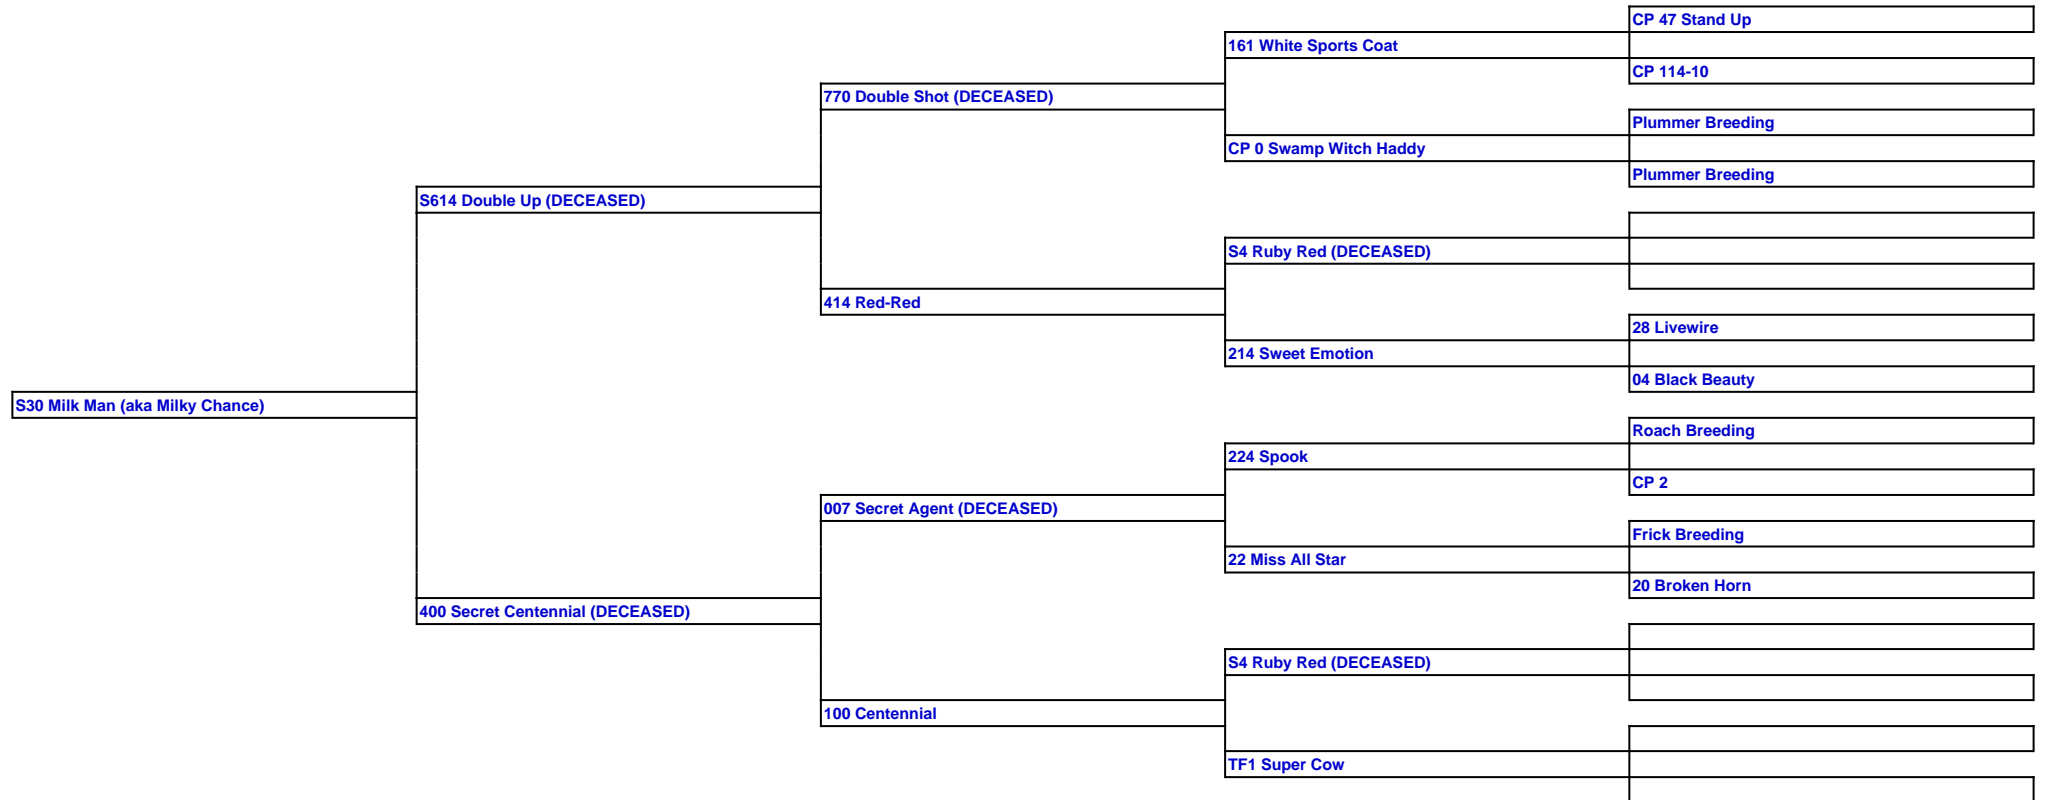 CP 47 Stand Up
161 White Sports Coat
CP 114-10
770 Double Shot (DECEASED)
Plummer Breeding
CP 0 Swamp Witch Haddy
Plummer Breeding
S614 Double Up (DECEASED)
S4 Ruby Red (DECEASED)
414 Red-Red
28 Livewire
214 Sweet Emotion
04 Black Beauty
S30 Milk Man (aka Milky Chance)
Roach Breeding
224 Spook
CP 2
007 Secret Agent (DECEASED)
Frick Breeding
22 Miss All Star
20 Broken Horn
400 Secret Centennial (DECEASED)
S4 Ruby Red (DECEASED)
100 Centennial
TF1 Super Cow